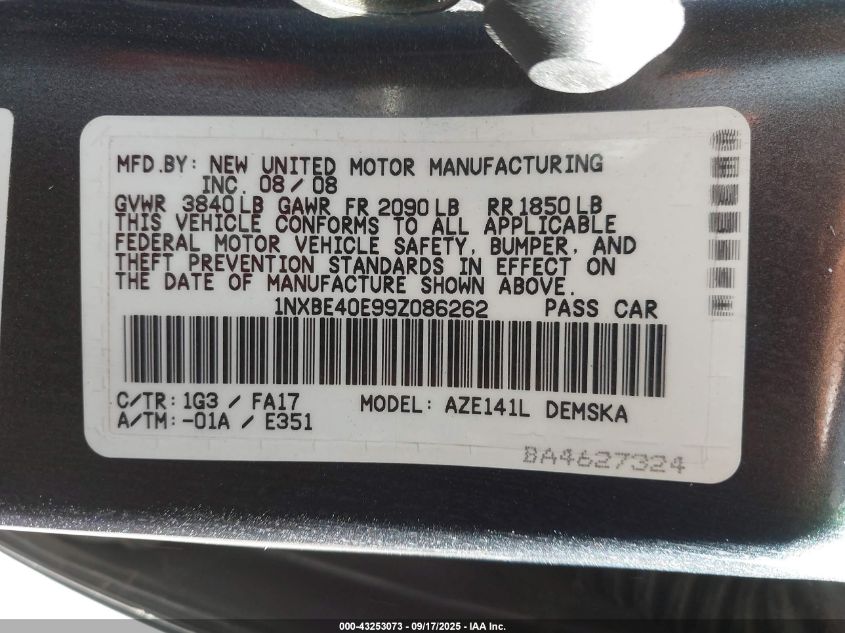 MFD.BY: NEW UNITED MOTOR MANUFACTURING
INC. 08/08
GVWR 3840LB GAWR FR 2090LB RR1850LB
THIS VEHICLE CONFORMS TO ALL APPLICABLE
FEDERAL MOTOR VEHICLE SAFETY, BUMPER, AND
THEFT PREVENTION STANDARDS IN EFFECT ON
THE DATE OF MANUFACTURE SHOWN ABOVE.
1NXBE40E99Z086262 PASS CAR
C/TR: 1G3 / FA17 MODEL: AZE141L DEMSKA
A/TM: -01A / E351
BA4627324
000-43253073 - 09/17/2025 - IAA Inc.